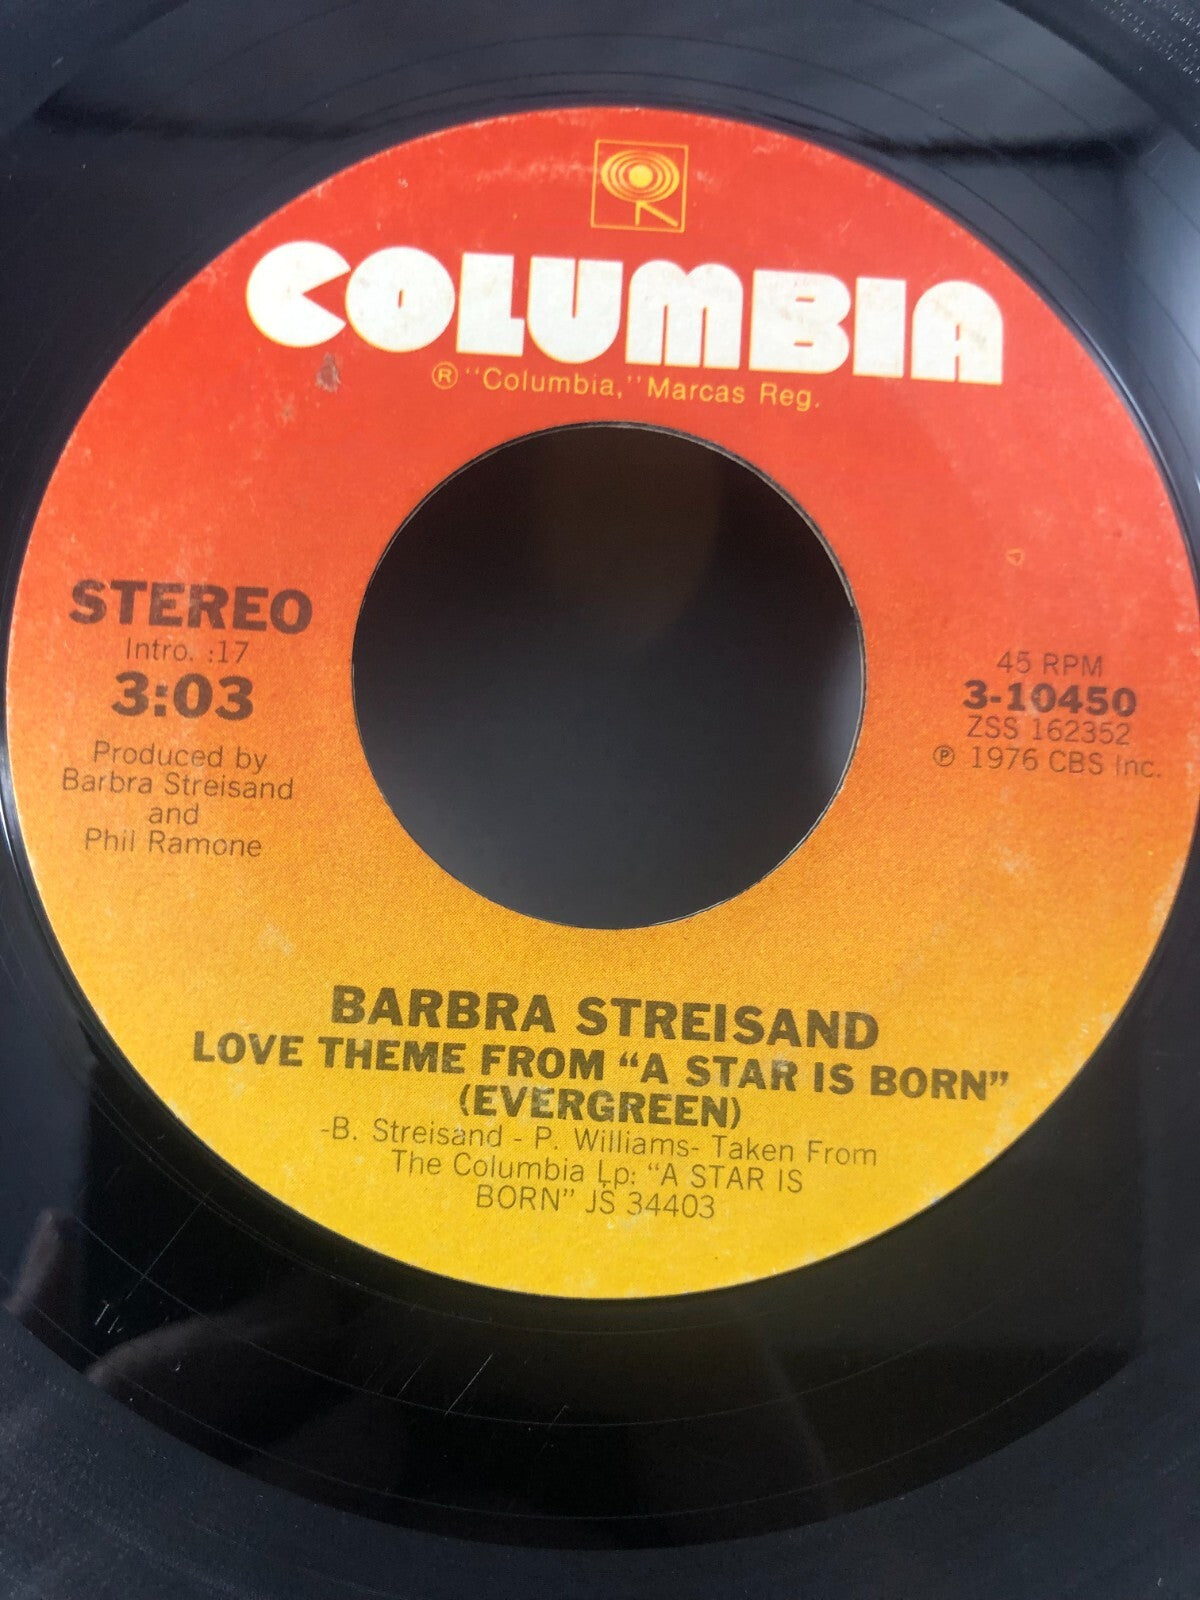 COLUMBIA
® "Columbia," Marcas Reg.
STEREO
Intro. :17
3:03
Produced by
Barbra Streisand
and
Phil Ramone
45 RPM
3-10450
ZSS 162352
℗ 1976 CBS Inc.
BARBRA STREISAND
LOVE THEME FROM “A STAR IS BORN”
(EVERGREEN)
-B. Streisand - P. Williams- Taken From
The Columbia Lp: “A STAR IS
BORN” JS 34403